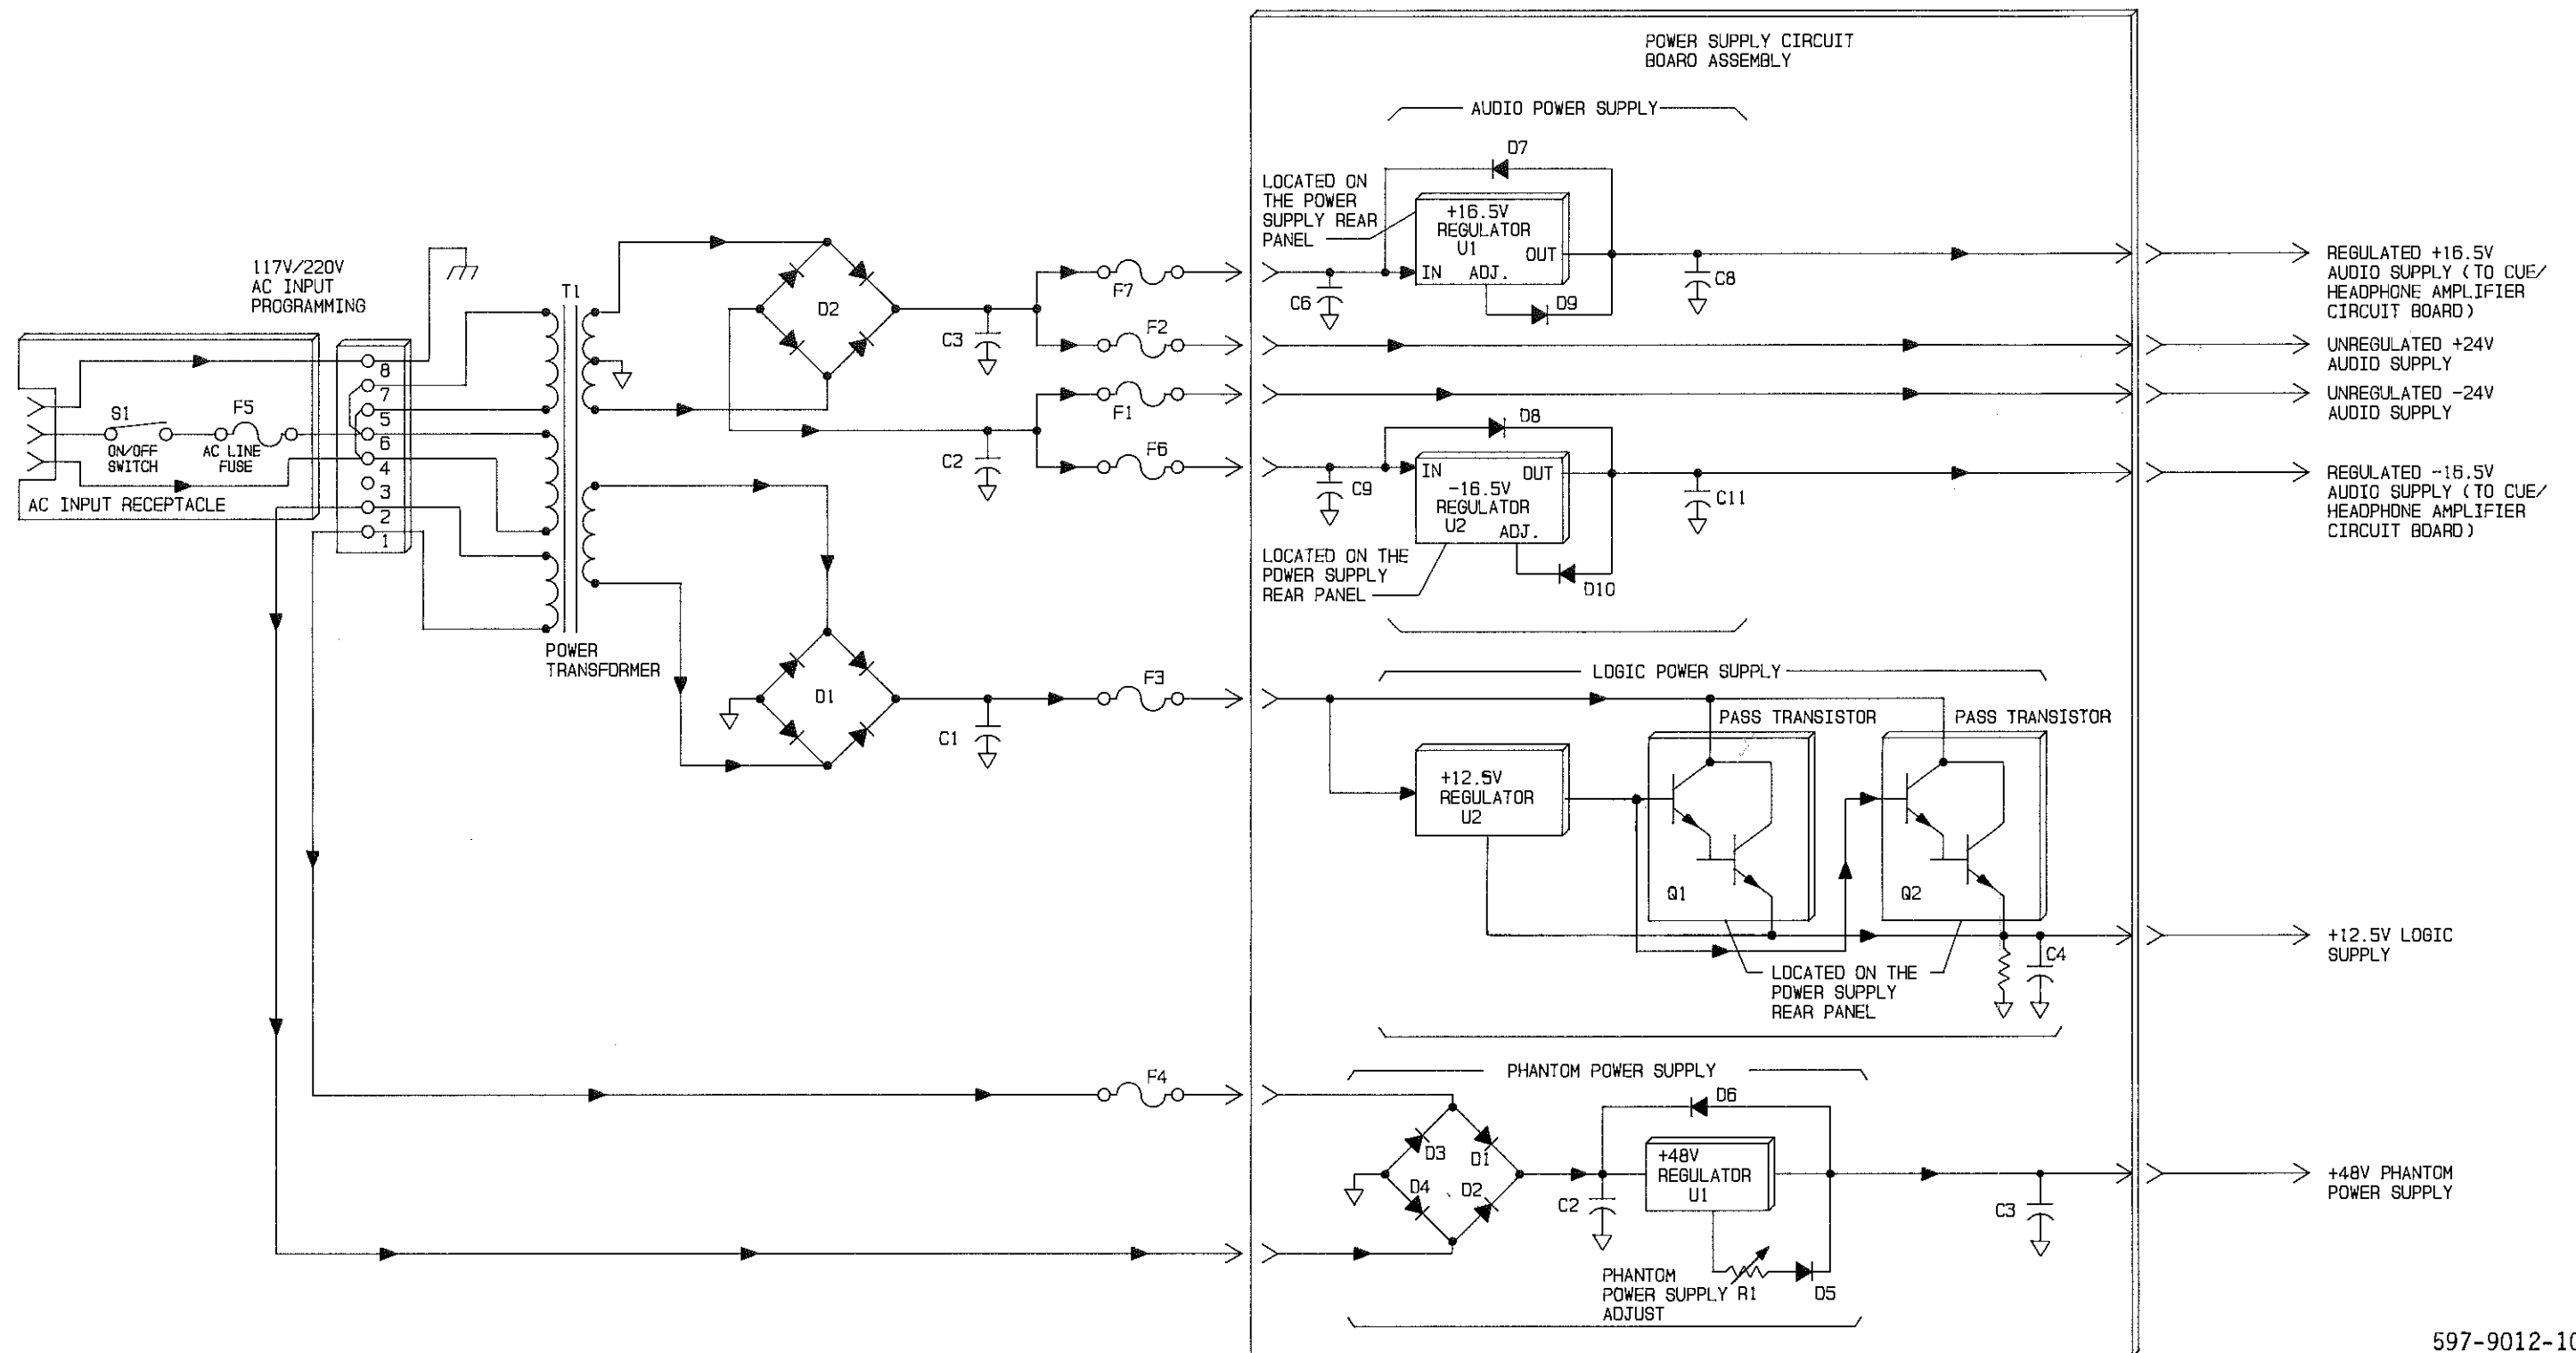 POWER SUPPLY CIRCUIT
BOARD ASSEMBLY
AUDIO POWER SUPPLY
D7
LOCATED ON
THE POWER
SUPPLY REAR
PANEL
+16.5V
REGULATOR
U1
OUT
IN
ADJ.
D9
C6
C8
REGULATED +16.5V
AUDIO SUPPLY (TO CUE/
HEADPHONE AMPLIFIER
CIRCUIT BOARD)
117V/220V
AC INPUT
PROGRAMMING
T1
D2
C3
F7
F2
UNREGULATED +24V
AUDIO SUPPLY
F1
UNREGULATED -24V
AUDIO SUPPLY
S1
ON/OFF
SWITCH
F5
AC LINE
FUSE
AC INPUT RECEPTACLE
8
7
5
6
4
3
2
1
C2
F6
D8
IN
OUT
-16.5V
REGULATOR
U2
ADJ.
C9
C11
REGULATED -16.5V
AUDIO SUPPLY (TO CUE/
HEADPHONE AMPLIFIER
CIRCUIT BOARD)
LOCATED ON THE
POWER SUPPLY
REAR PANEL
D10
POWER
TRANSFORMER
D1
C1
F3
LOGIC POWER SUPPLY
PASS TRANSISTOR
PASS TRANSISTOR
+12.5V
REGULATOR
U2
Q1
Q2
LOCATED ON THE
POWER SUPPLY
REAR PANEL
C4
+12.5V LOGIC
SUPPLY
F4
PHANTOM POWER SUPPLY
D6
D3
D1
D4
D2
C2
+48V
REGULATOR
U1
C3
+48V PHANTOM
POWER SUPPLY
PHANTOM
POWER SUPPLY R1
ADJUST
D5
597-9012-10